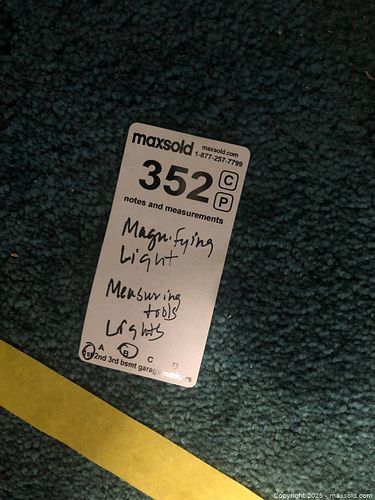 maxsold maxsold.com
1-877-257-7799
352 C
P
notes and measurements
Magnifying
Light
Measuring
tools
Lights
A B C D
1st 2nd 3rd bsmt garage outdoors
Copyright 2025 - maxsold.com